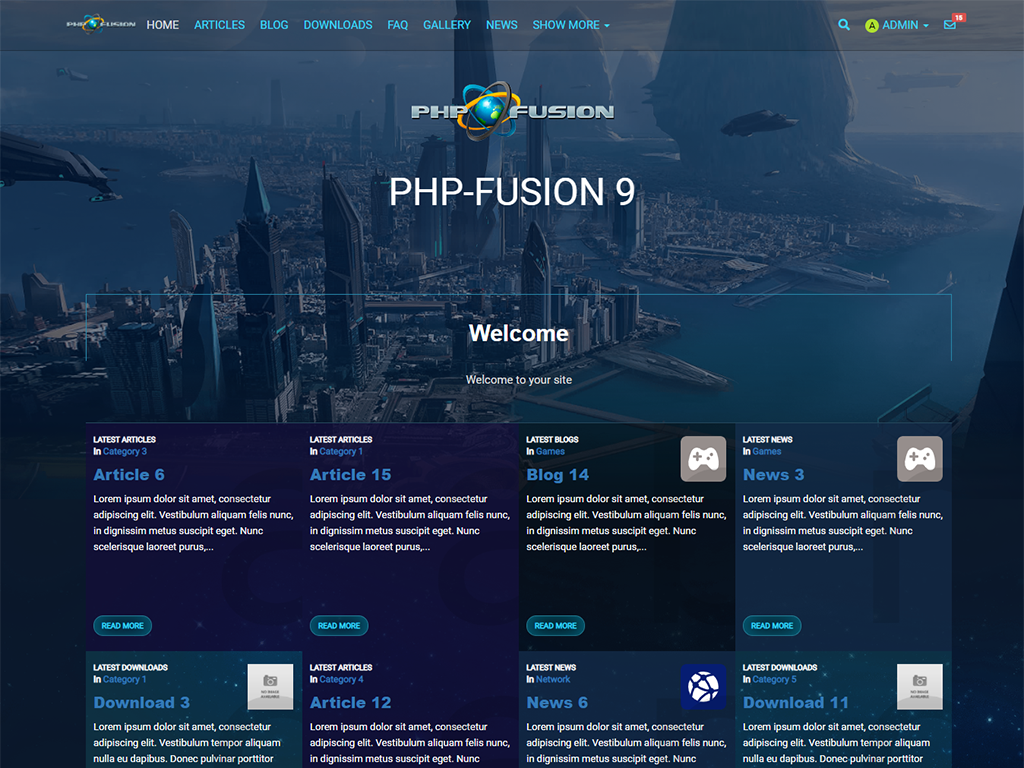 PHP FUSION HOME ARTICLES BLOG DOWNLOADS FAQ GALLERY NEWS SHOW MORE A ADMIN 15
PHP FUSION
PHP-FUSION 9
Welcome
Welcome to your site
LATEST ARTICLES
In Category 3
Article 6
Lorem ipsum dolor sit amet, consectetur
adipiscing elit. Vestibulum aliquam felis nunc,
in dignissim metus suscipit eget. Nunc
scelerisque laoreet purus,...
READ MORE
LATEST ARTICLES
In Category 1
Article 15
Lorem ipsum dolor sit amet, consectetur
adipiscing elit. Vestibulum aliquam felis nunc,
in dignissim metus suscipit eget. Nunc
scelerisque laoreet purus,...
READ MORE
LATEST BLOGS
In Games
Blog 14
Lorem ipsum dolor sit amet, consectetur
adipiscing elit. Vestibulum aliquam felis nunc,
in dignissim metus suscipit eget. Nunc
scelerisque laoreet purus,...
READ MORE
LATEST NEWS
In Games
News 3
Lorem ipsum dolor sit amet, consectetur
adipiscing elit. Vestibulum aliquam felis nunc,
in dignissim metus suscipit eget. Nunc
scelerisque laoreet purus,...
READ MORE
LATEST DOWNLOADS
In Category 1
NO IMAGE
AVAILABLE
Download 3
Lorem ipsum dolor sit amet, consectetur
adipiscing elit. Vestibulum tempor aliquam
nulla eu dapibus. Donec pulvinar porttitor
LATEST ARTICLES
In Category 4
Article 12
Lorem ipsum dolor sit amet, consectetur
adipiscing elit. Vestibulum aliquam felis nunc,
in dignissim metus suscipit eget. Nunc
LATEST NEWS
In Network
News 6
Lorem ipsum dolor sit amet, consectetur
adipiscing elit. Vestibulum aliquam felis nunc,
in dignissim metus suscipit eget. Nunc
LATEST DOWNLOADS
In Category 5
NO IMAGE
AVAILABLE
Download 11
Lorem ipsum dolor sit amet, consectetur
adipiscing elit. Vestibulum tempor aliquam
nulla eu dapibus. Donec pulvinar porttitor